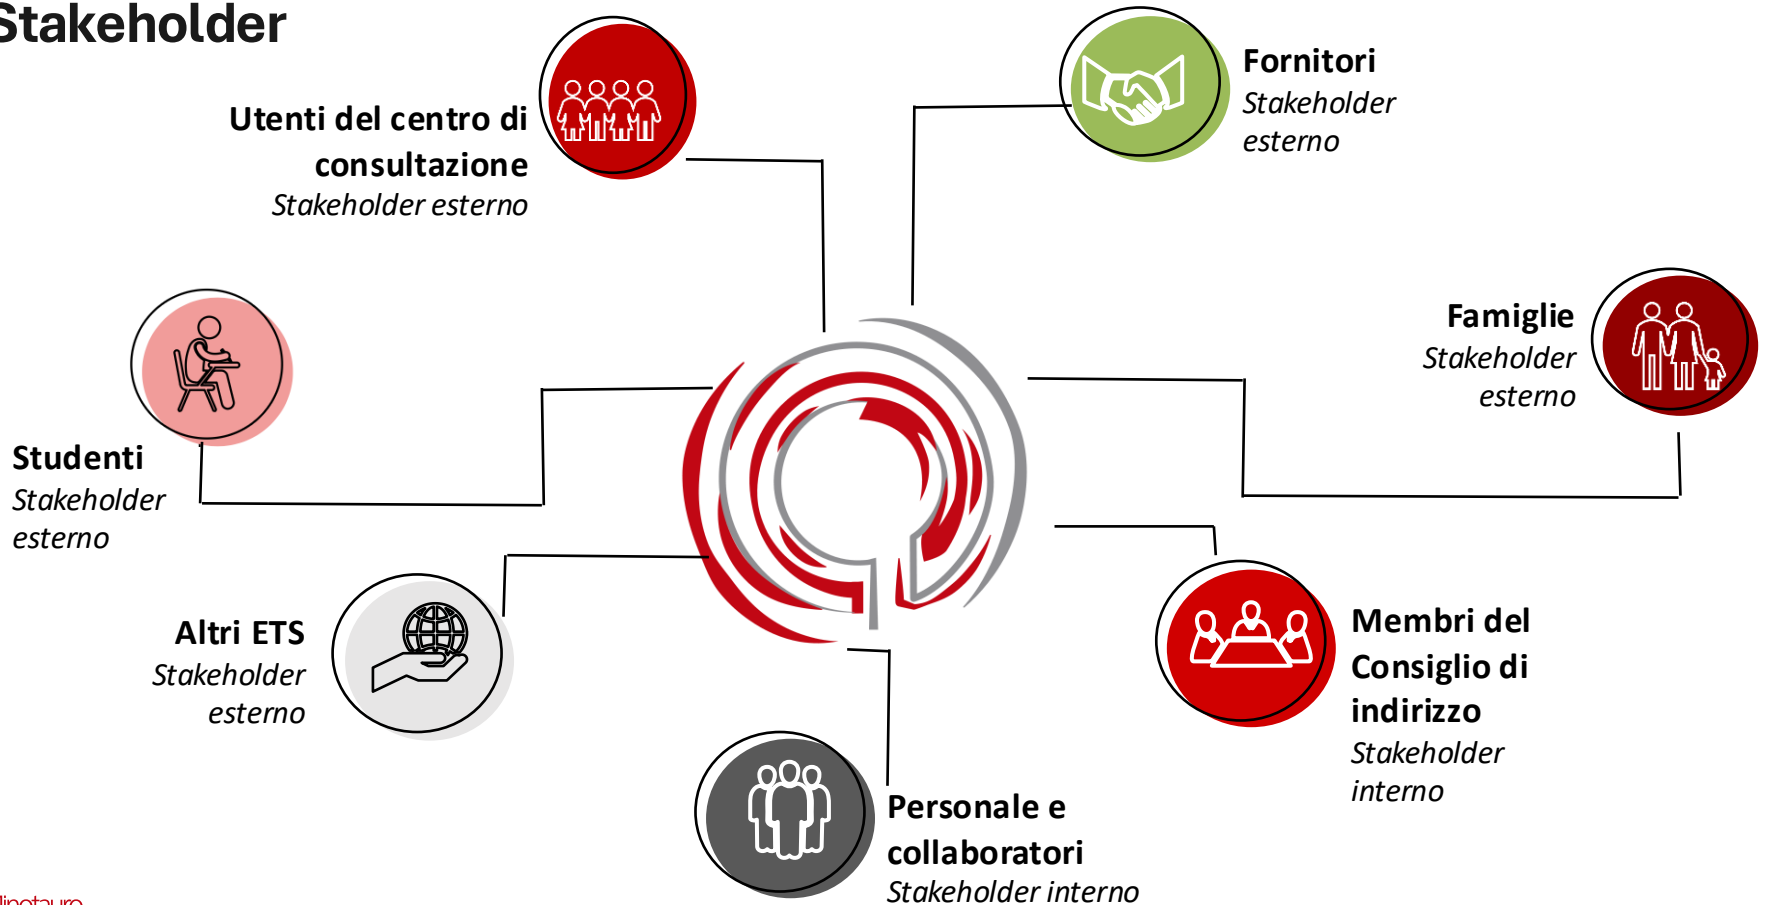 Stakeholder
Utenti del centro di
consultazione
Stakeholder esterno
Fornitori
Stakeholder
esterno
Famiglie
Stakeholder
esterno
Studenti
Stakeholder
esterno
Altri ETS
Stakeholder
esterno
Membri del
Consiglio di
indirizzo
Stakeholder
interno
Personale e
collaboratori
Stakeholder interno